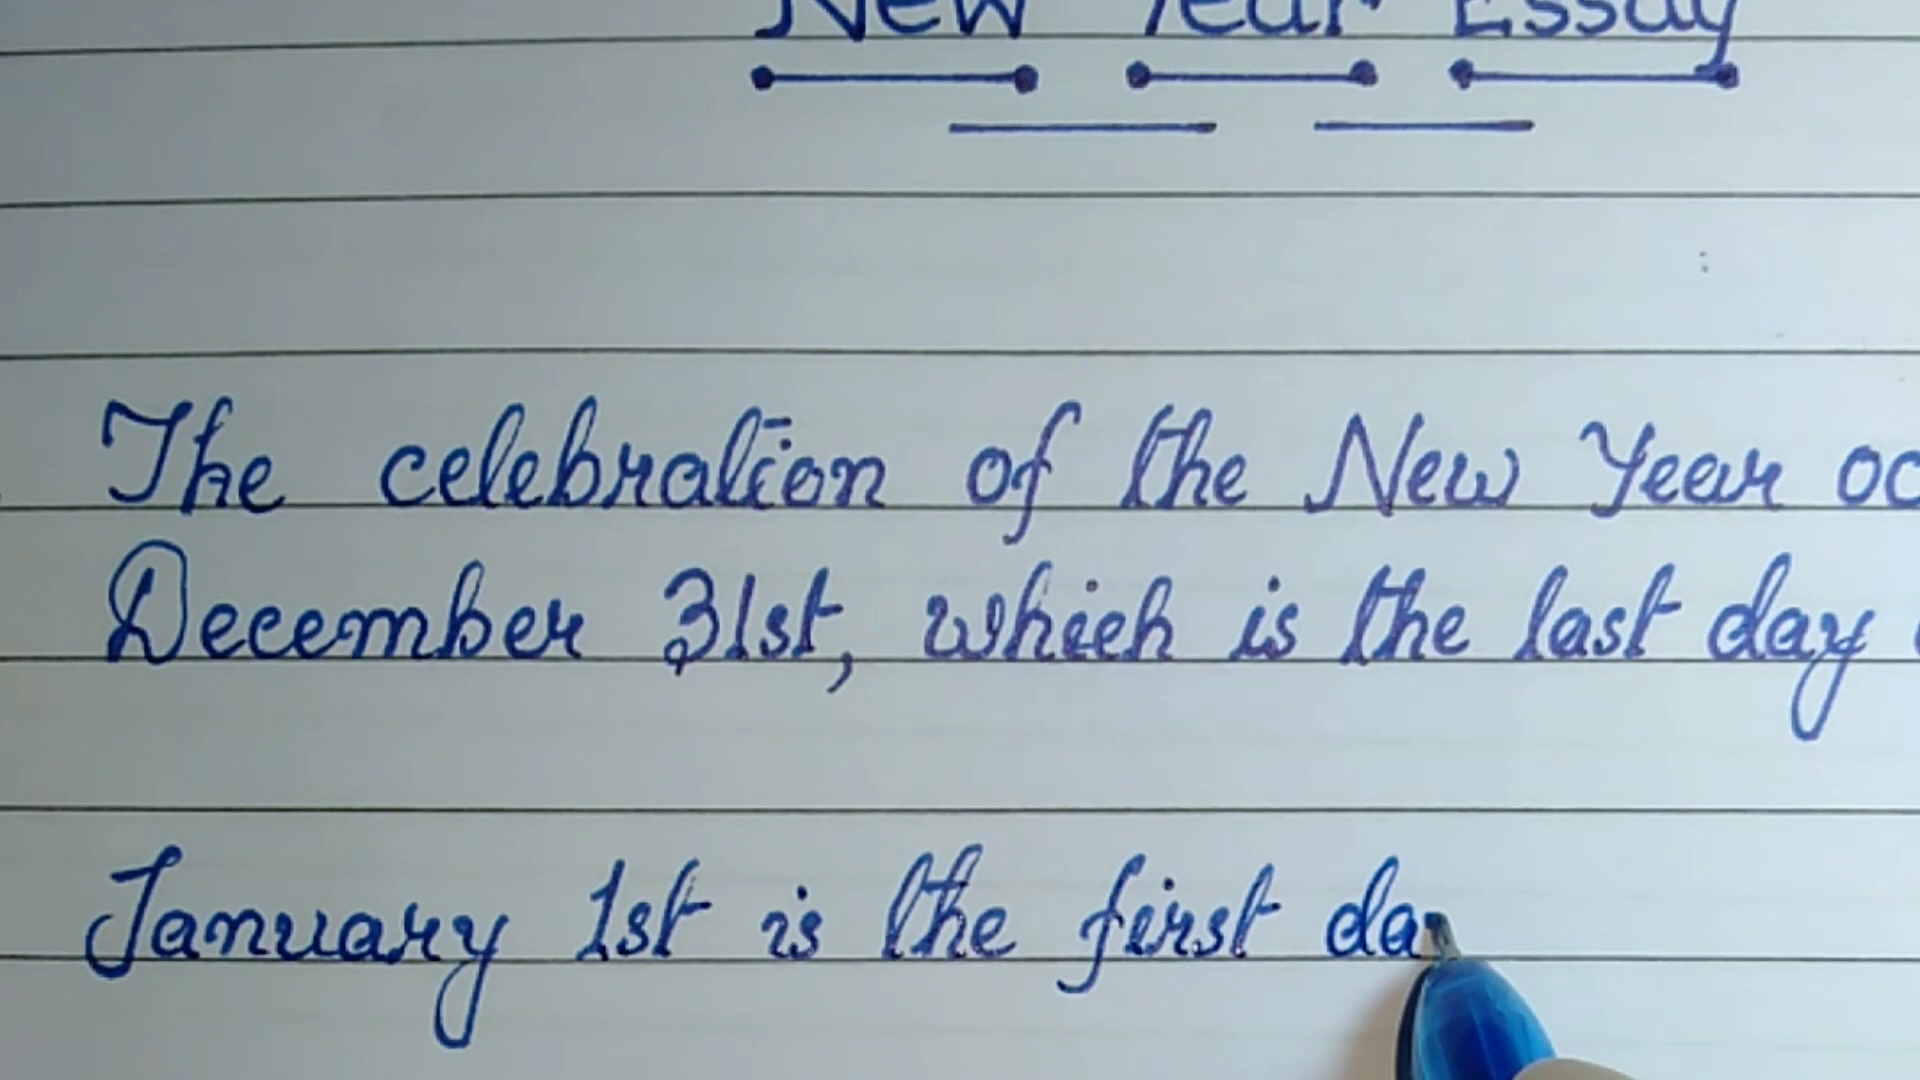 New Year Essay
The celebration of the New Year oc
December 31st, which is the last day
January 1st is the first da